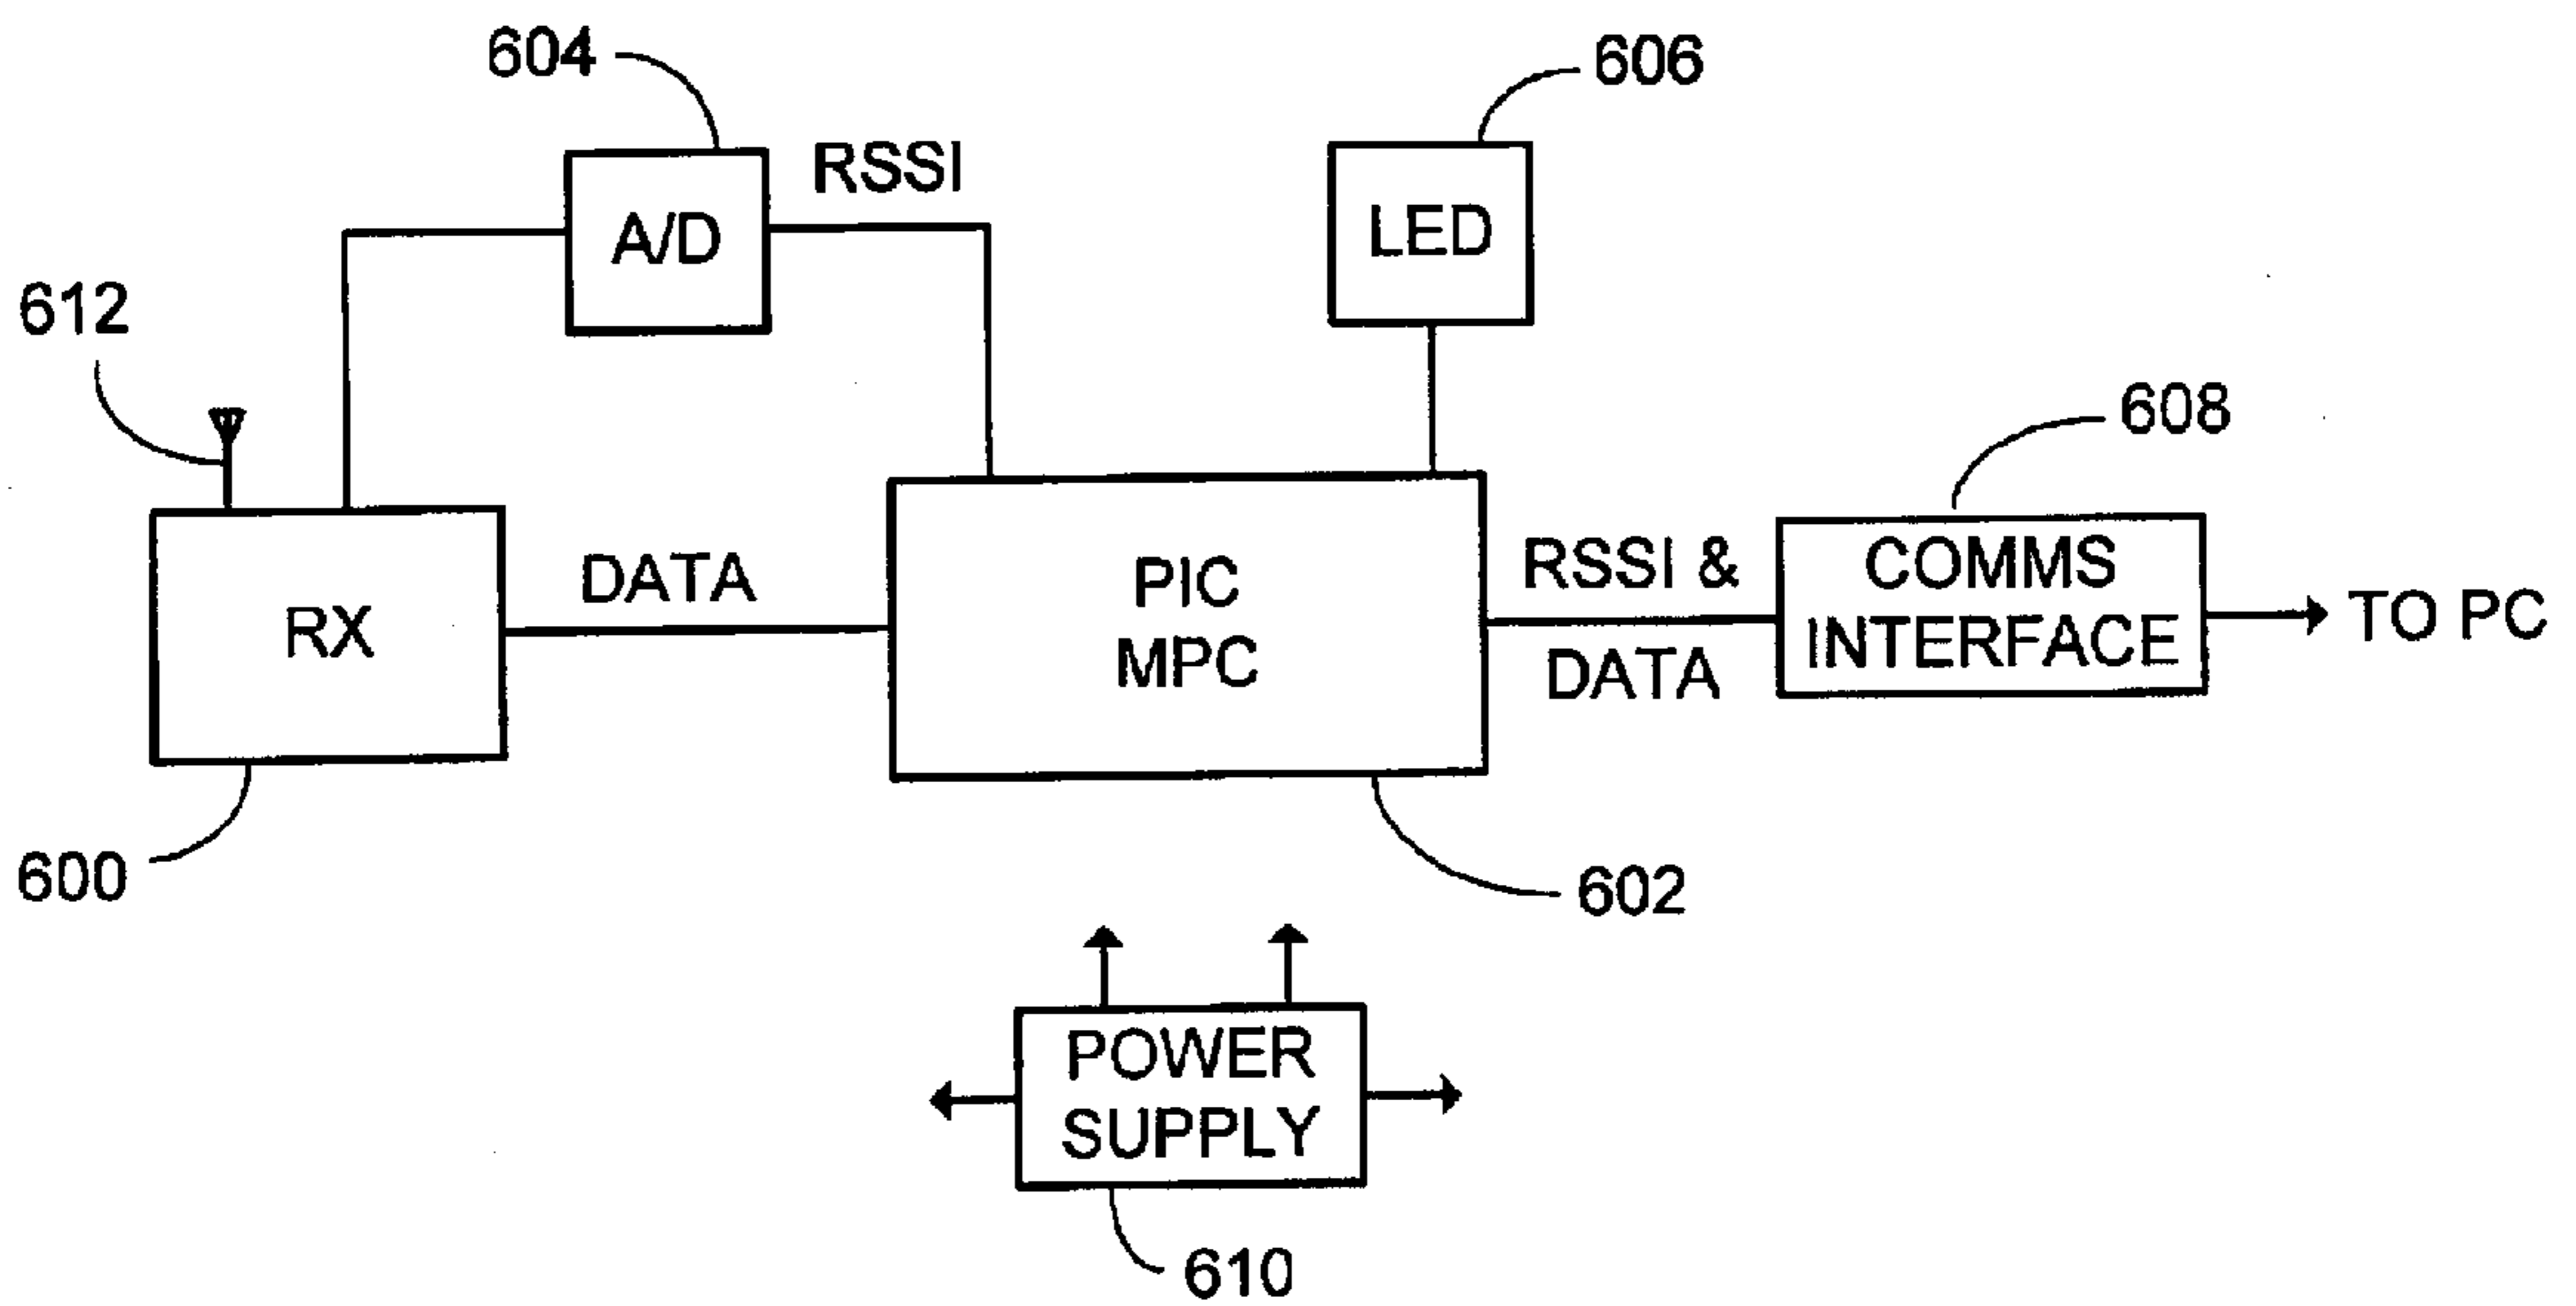 604
606
RSSI
A/D
LED
612
608
RX
DATA
PIC
MPC
RSSI &
DATA
COMMS
INTERFACE
TO PC
600
602
POWER
SUPPLY
610